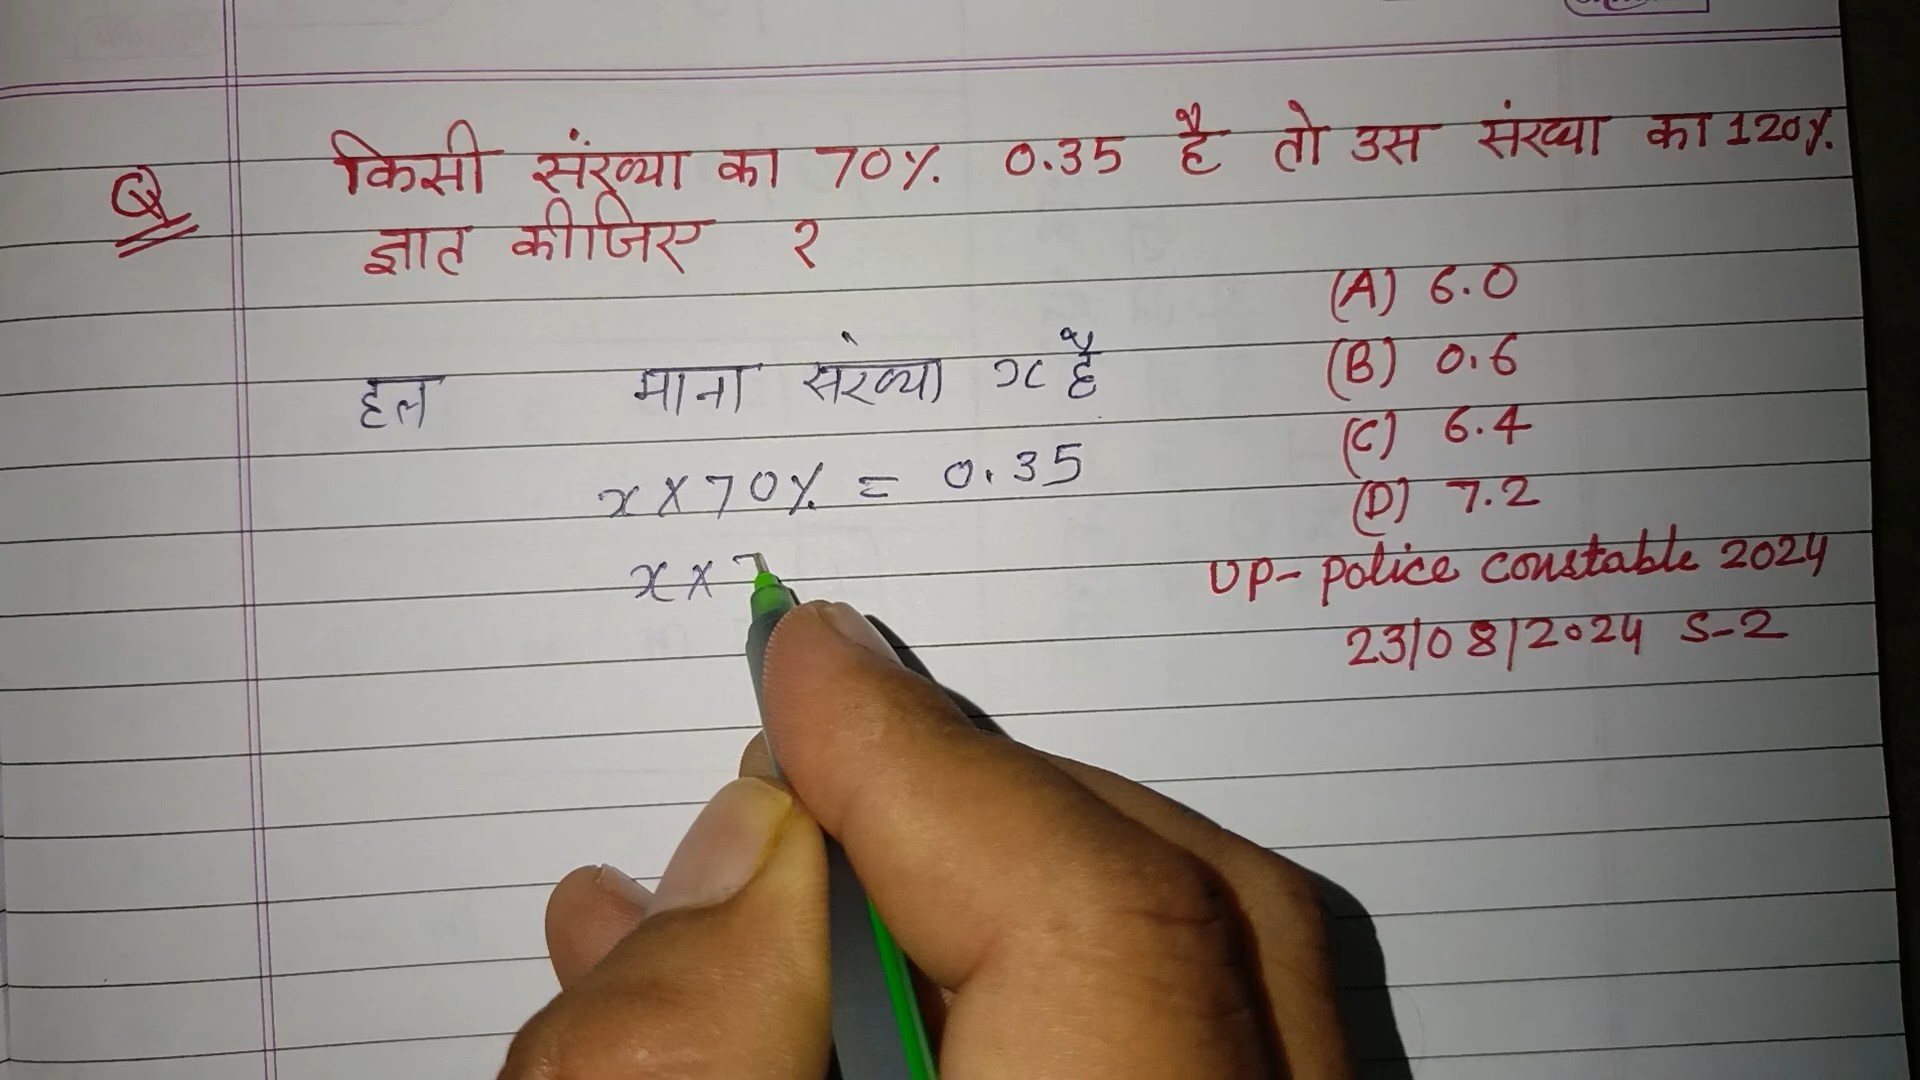 Q किसी संख्या का 70% 0.35 है तो उस संख्या का 120%
ज्ञात कीजिए ?
(A) 6.0
(B) 0.6
(C) 6.4
(D) 7.2
UP- police constable 2024
23/08/2024 S-2
हल माना संख्या x है
x × 70% = 0.35
x × 7